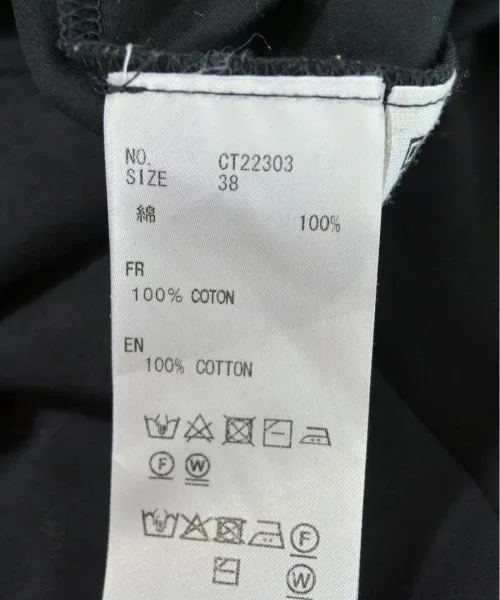 NO. CT22303
SIZE 38
綿 100%
FR
100% COTON
EN
100% COTTON
F W
F
W